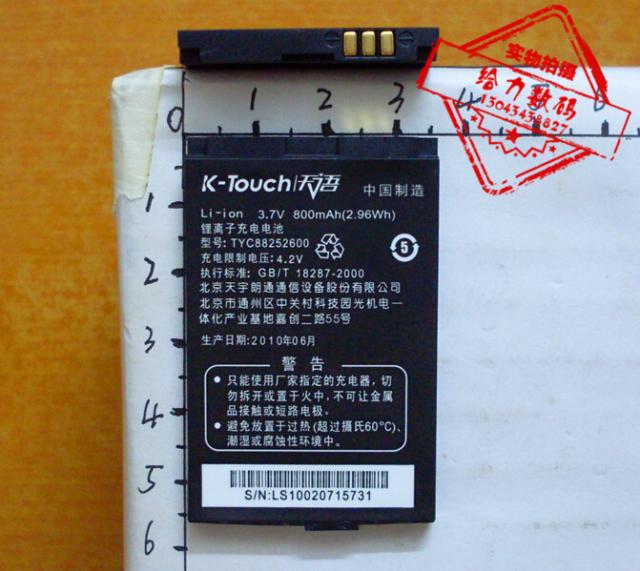 实物拍摄
给力数码
13043438827
0 1 2 3 4 5 6
1
2
3
4
5
6
K-Touch 天语
中国制造
Li-ion 3.7V 800mAh(2.96Wh)
锂离子充电电池
型号: TYC88252600
充电限制电压: 4.2V
5
执行标准: GB/T 18287-2000
北京天宇朗通通信设备股份有限公司
北京市通州区中关村科技园光机电一
体化产业基地嘉创二路55号
生产日期:2010年06月
警告
●只能使用厂家指定的充电器,切
勿拆开或置于火中,不可让金属
品接触或短路电极。
●避免放置于过热(超过摄氏60°C)、
潮湿或腐蚀性环境中。
S/N:LS10020715731